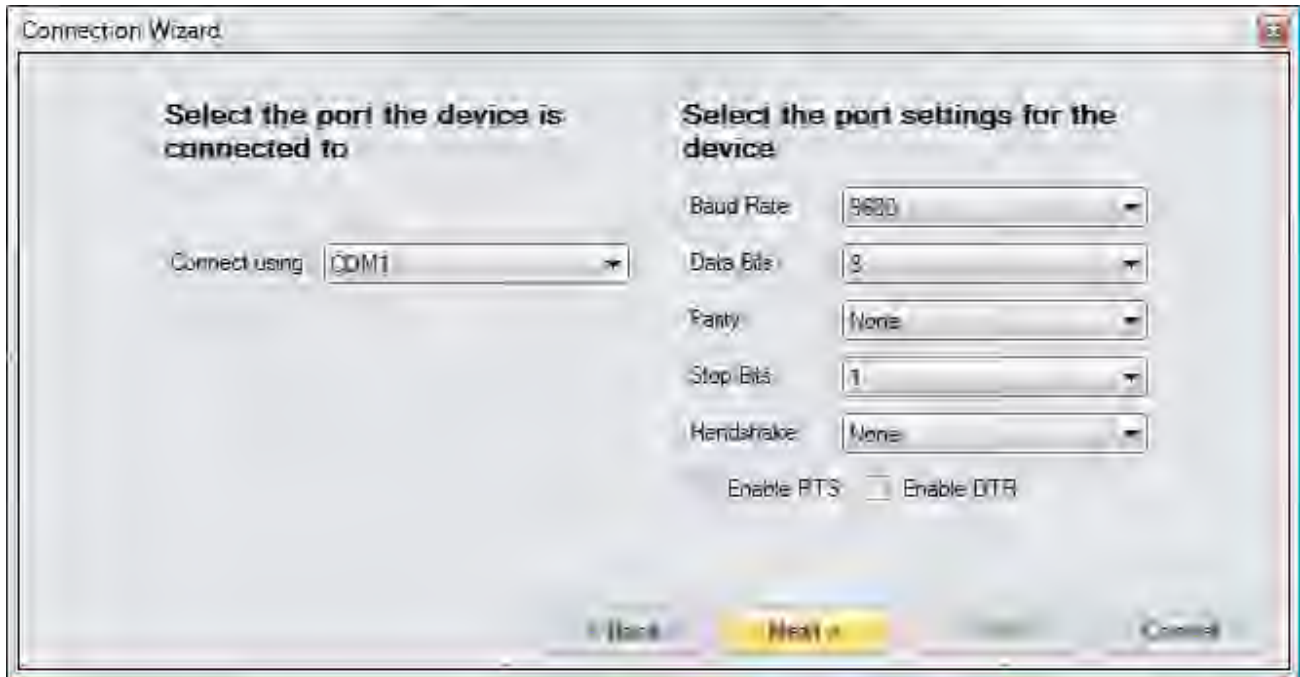 Connection Wizard
Select the port the device is
connected to
Connect using COM1
Select the port settings for the
device
Baud Rate 9600
Data Bits 8
Parity None
Stop Bits 1
Handshake None
Enable RTS Enable DTR
< Back Next > Cancel